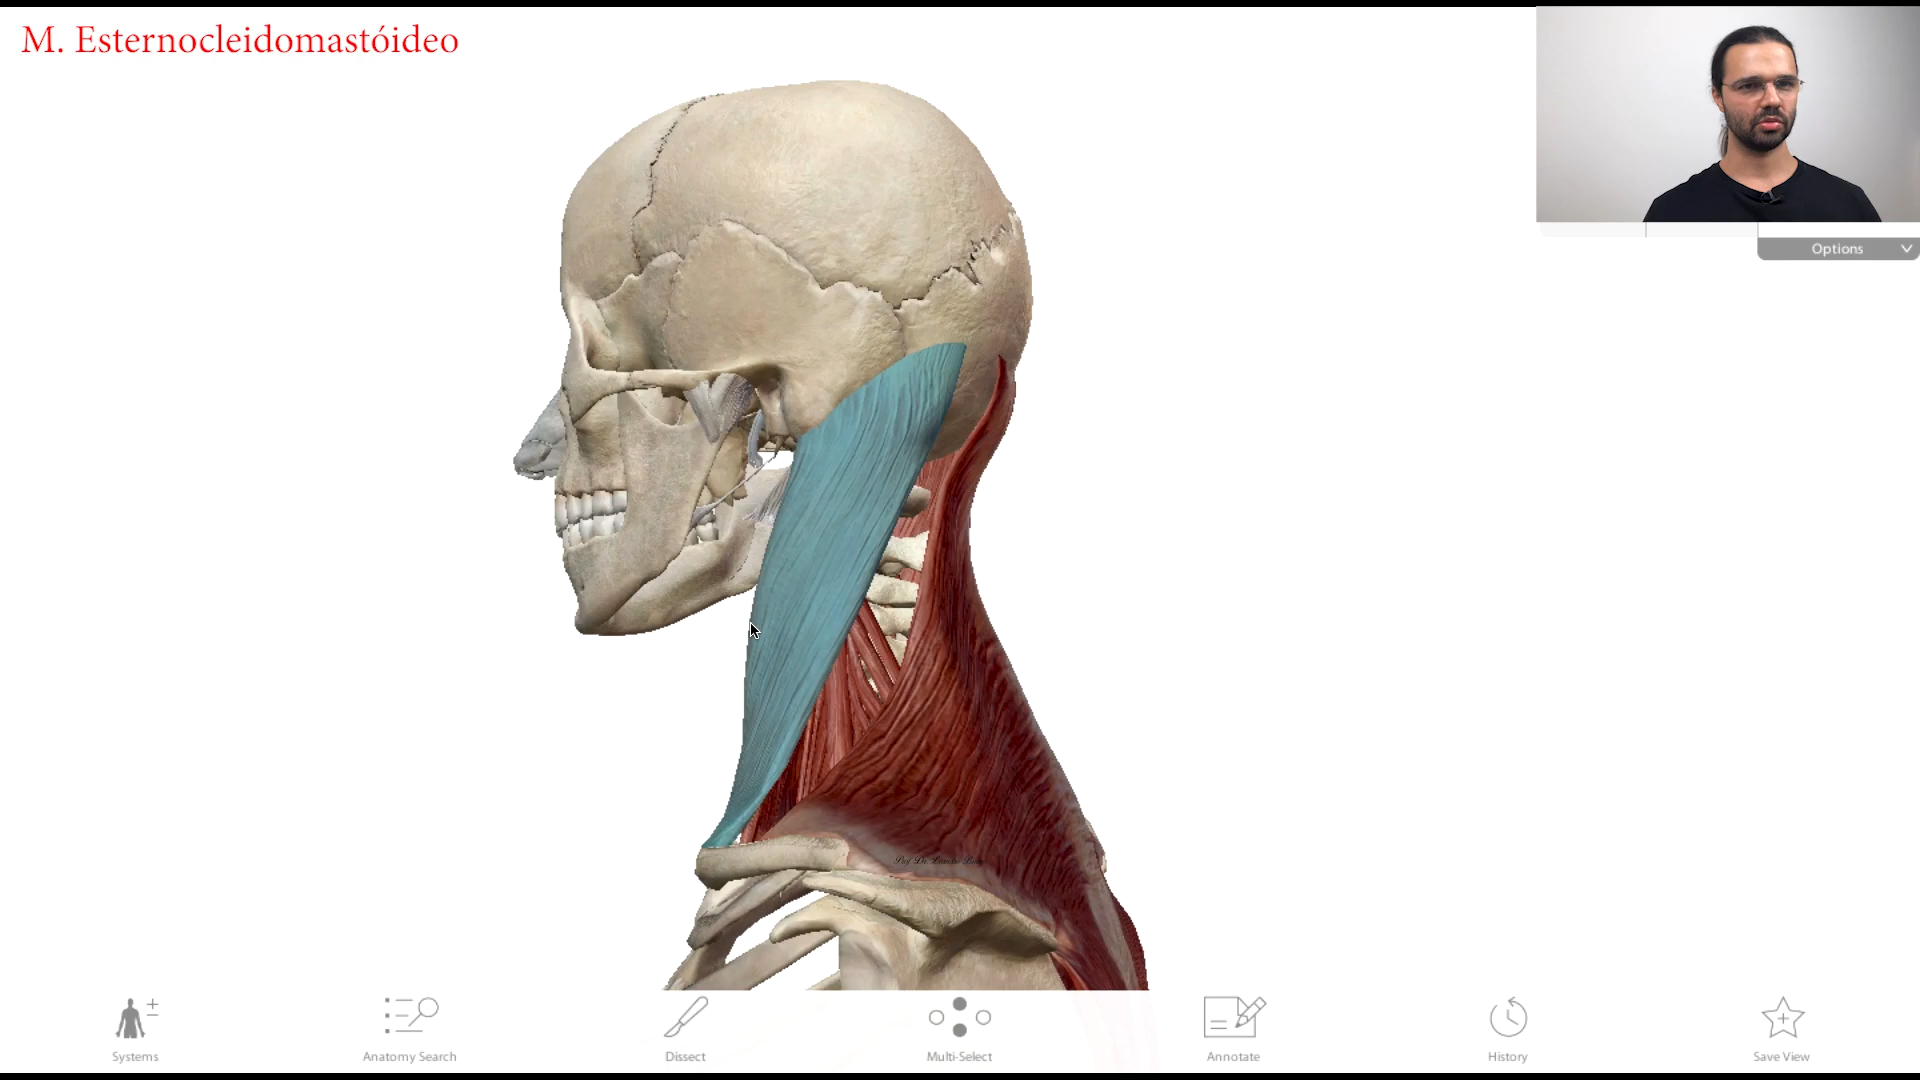 M. Esternocleidomastóideo
Options
Systems
Anatomy Search
Dissect
Multi-Select
Annotate
History
Save View